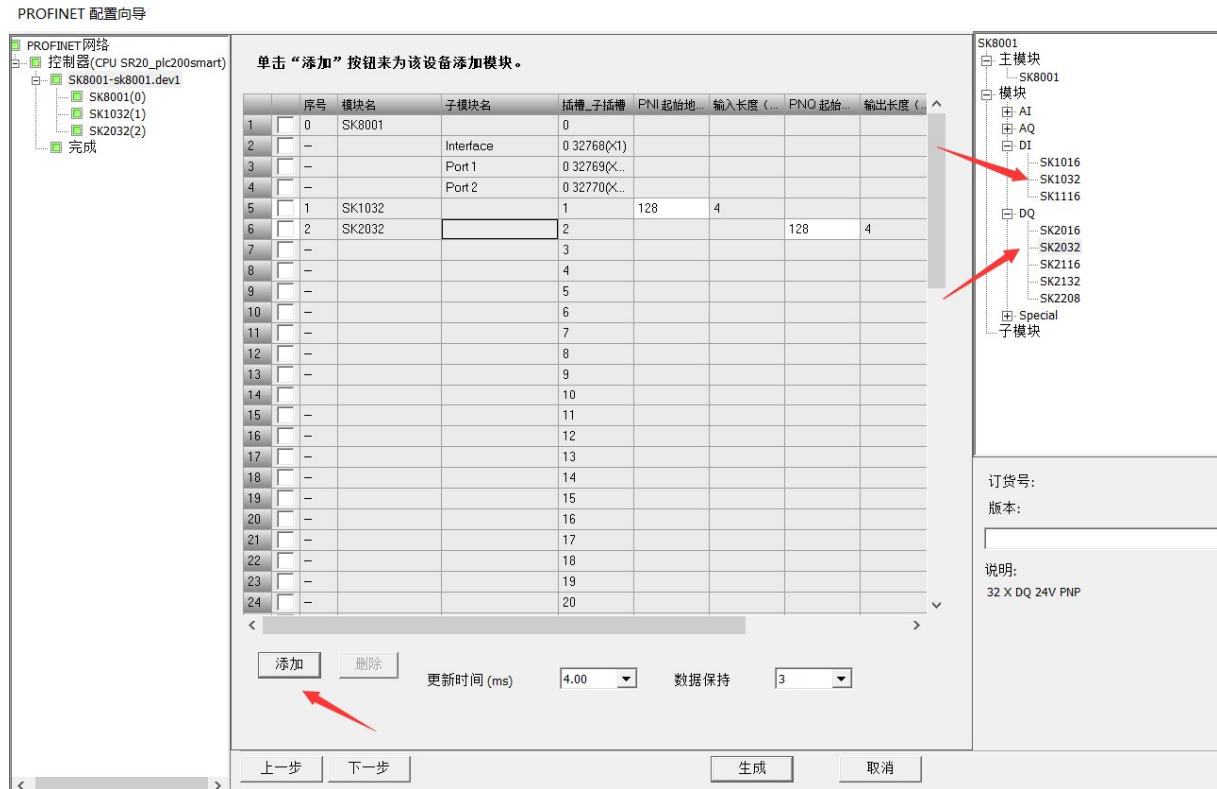 PROFINET 配置向导
PROFINET网络
控制器(CPU SR20_plc200smart)
SK8001-sk8001.dev1
SK8001(0)
SK1032(1)
SK2032(2)
完成
单击“添加”按钮来为该设备添加模块。
序号 模块名 子模块名 插槽_子插槽 PNI 起始地... 输入长度 (... PNQ 起始... 输出长度 (...
1 0 SK8001 0
2 – Interface 0 32768(X1)
3 – Port 1 0 32769(X...
4 – Port 2 0 32770(X...
5 1 SK1032 1 128 4
6 2 SK2032 2 128 4
7 – 3
8 – 4
9 – 5
10 – 6
11 – 7
12 – 8
13 – 9
14 – 10
15 – 11
16 – 12
17 – 13
18 – 14
19 – 15
20 – 16
21 – 17
22 – 18
23 – 19
24 – 20
添加 删除 更新时间 (ms) 4.00 数据保持 3
上一步 下一步 生成 取消
SK8001
主模块
SK8001
模块
AI
AQ
DI
SK1016
SK1032
SK1116
DQ
SK2016
SK2032
SK2116
SK2132
SK2208
Special
子模块
订货号:
版本:
说明:
32 X DQ 24V PNP